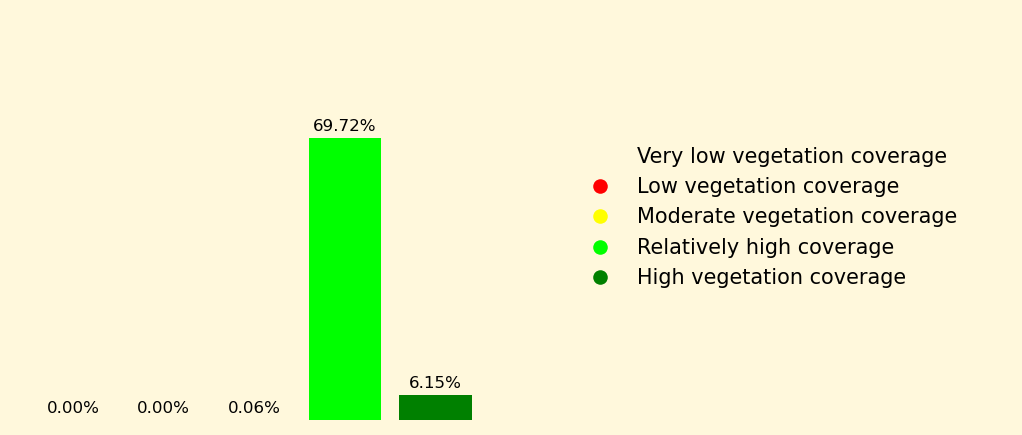 69.72%
6.15%
0.00% 0.00% 0.06%
Very low vegetation coverage
Low vegetation coverage
Moderate vegetation coverage
Relatively high coverage
High vegetation coverage